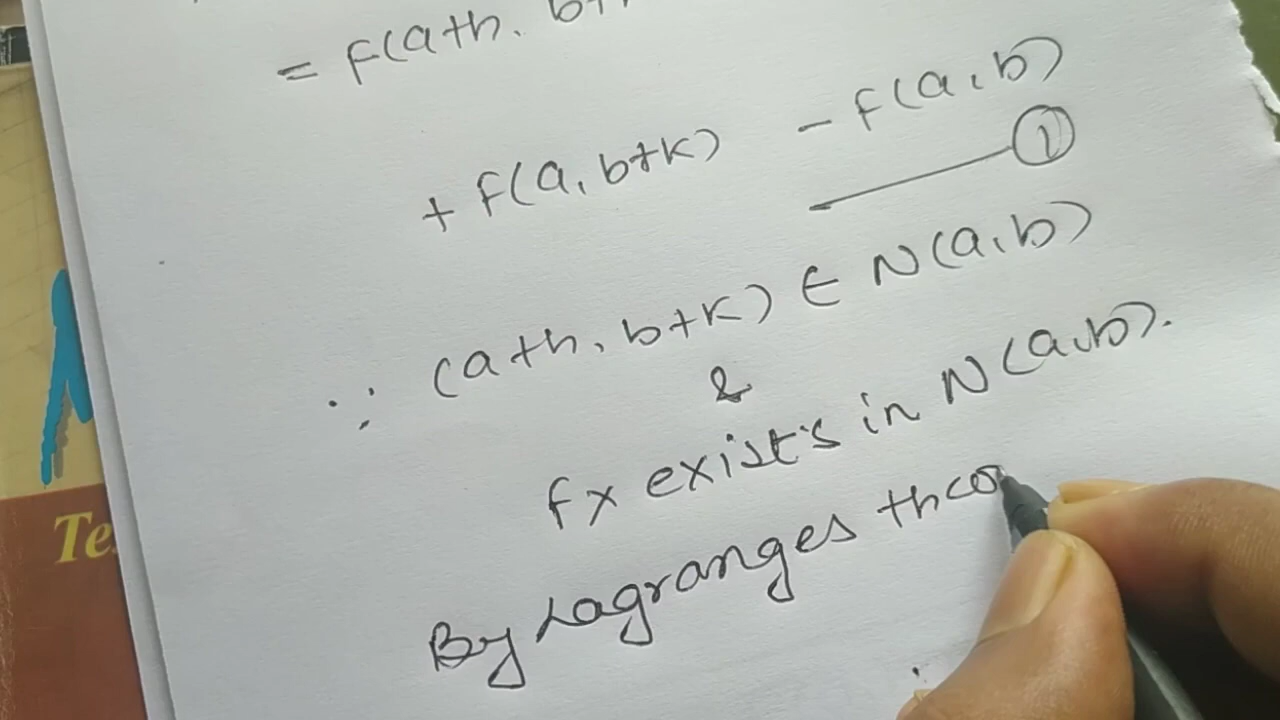 = f(a+h,
+ f(a, b+k) - f(a, b)
①
∵ (a+h, b+k) ∈ N(a, b)
&
fx exist's in N(a, b).
By Lagranges theo
Te